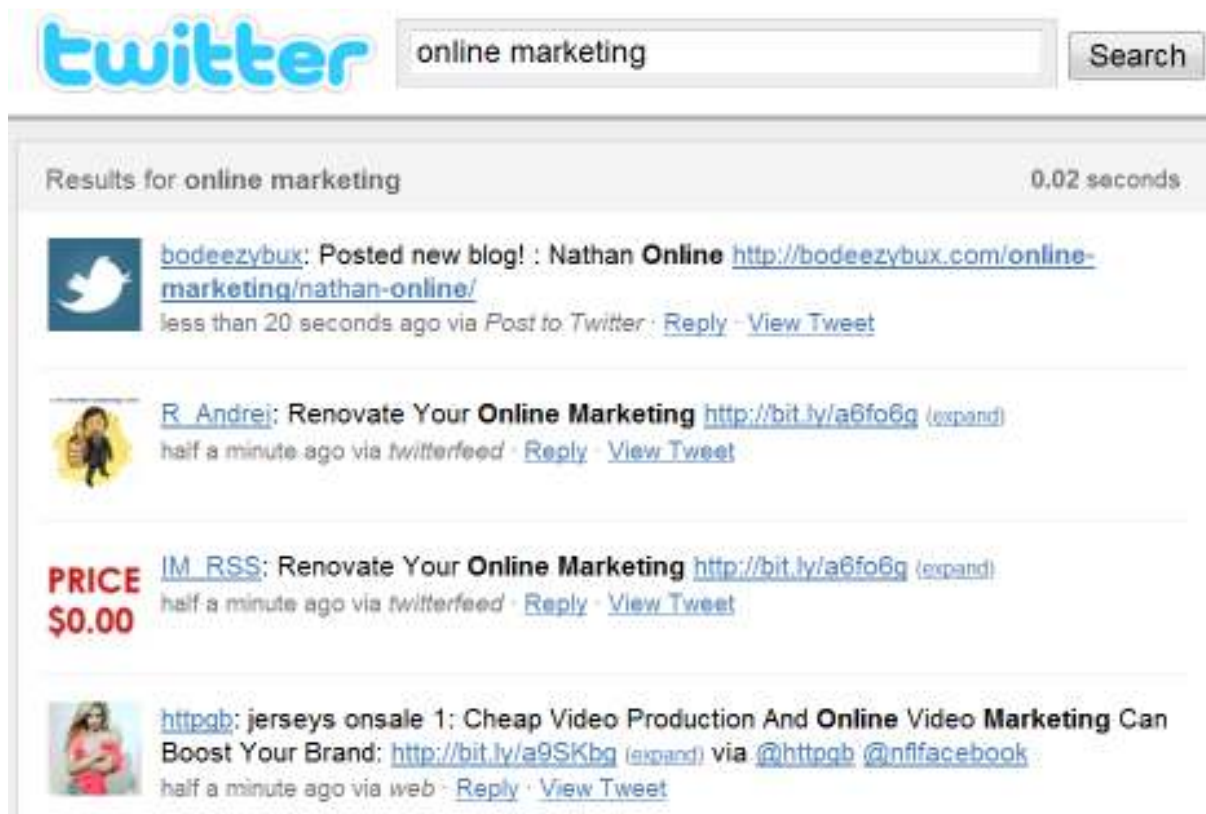 twitter
online marketing
Search
Results for online marketing
0.02 seconds
bodeezybux: Posted new blog! : Nathan Online http://bodeezybux.com/online-
marketing/nathan-online/
less than 20 seconds ago via Post to Twitter · Reply · View Tweet
R_Andrej: Renovate Your Online Marketing http://bit.ly/a6fo6g (expand)
half a minute ago via twitterfeed · Reply · View Tweet
PRICE
$0.00
IM_RSS: Renovate Your Online Marketing http://bit.ly/a6fo6g (expand)
half a minute ago via twitterfeed · Reply · View Tweet
httpgb: jerseys onsale 1: Cheap Video Production And Online Video Marketing Can
Boost Your Brand: http://bit.ly/a9SKbg (expand) via @httpgb @nflfacebook
half a minute ago via web · Reply · View Tweet